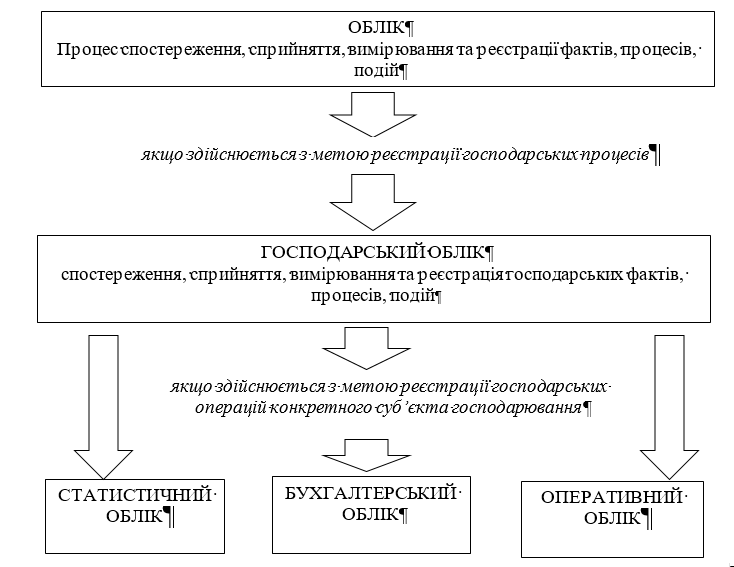 ОБЛІК¶
Процес·спостереження,·сприйняття,·вимірювання·та·реєстрації·фактів,·процесів,·
подій¶
якщо·здійснюється·з·метою·реєстрації·господарських·процесів¶
ГОСПОДАРСЬКИЙ·ОБЛІК¶
спостереження,·сприйняття,·вимірювання·та·реєстрація·господарських·фактів,·
процесів,·подій¶
якщо·здійснюється·з·метою·реєстрації·господарських·
операцій·конкретного·суб’єкта·господарювання¶
СТАТИСТИЧНИЙ·
ОБЛІК¶
БУХГАЛТЕРСЬКИЙ·
ОБЛІК¶
ОПЕРАТИВНИЙ·
ОБЛІК¶